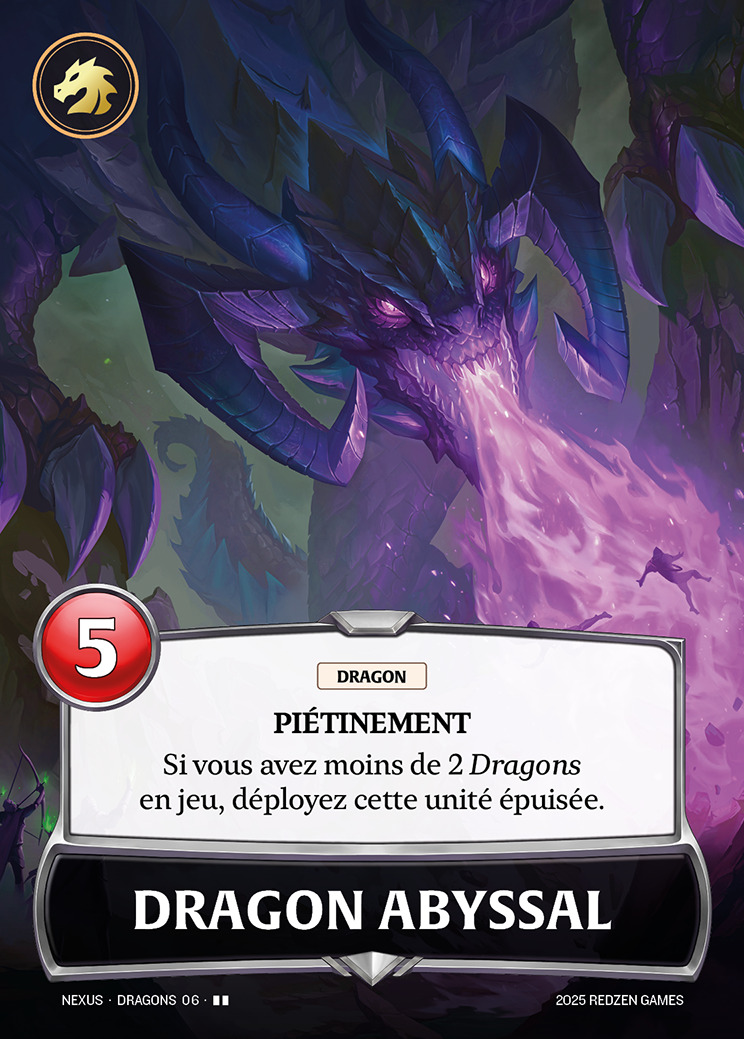 5
DRAGON
PIÉTINEMENT
Si vous avez moins de 2 Dragons
en jeu, déployez cette unité épuisée.
DRAGON ABYSSAL
NEXUS · DRAGONS 06 · ▮▮
2025 REDZEN GAMES